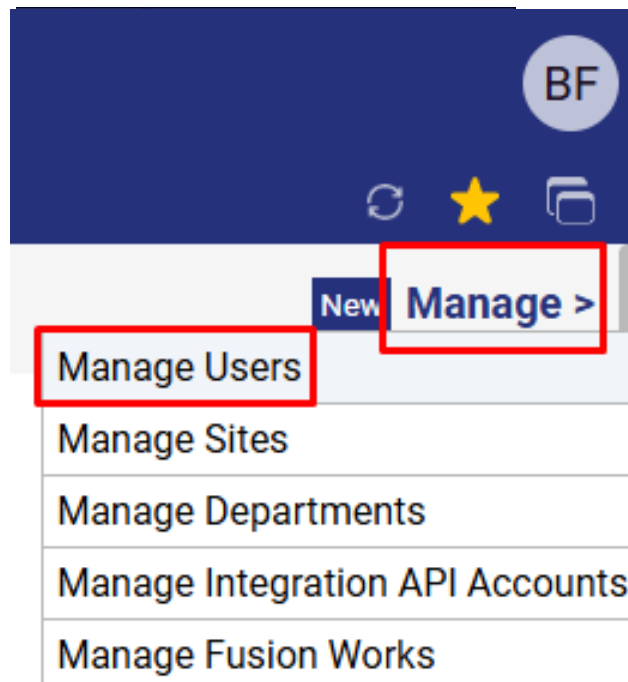 BF
New Manage >
Manage Users
Manage Sites
Manage Departments
Manage Integration API Accounts
Manage Fusion Works